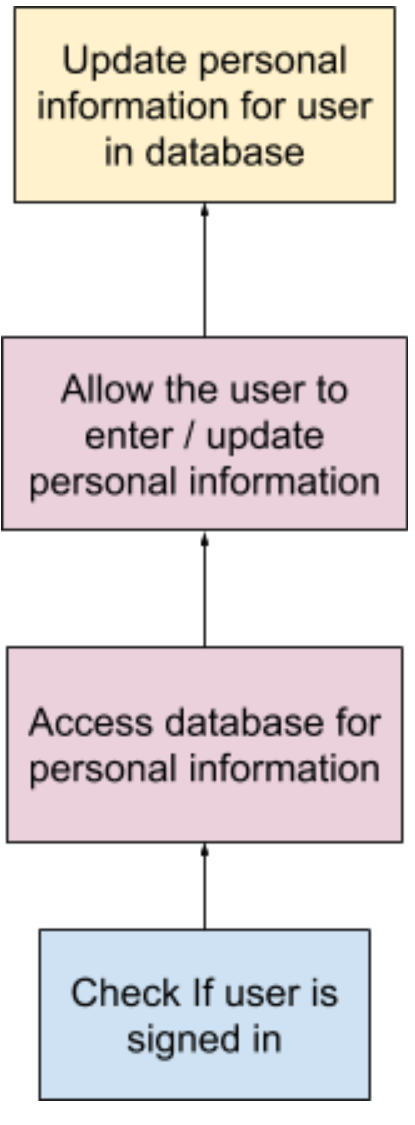 Update personal
information for user
in database
Allow the user to
enter / update
personal information
Access database for
personal information
Check If user is
signed in